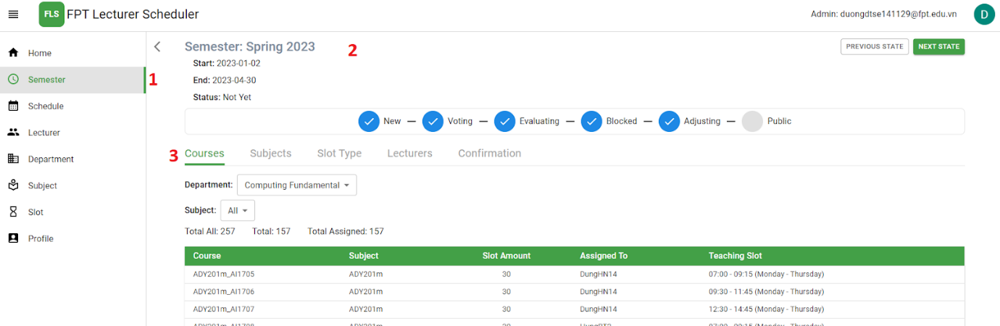 FLS FPT Lecturer Scheduler
Admin: duongdtse141129@fpt.edu.vn D
Home
Semester 1
Schedule
Lecturer
Department
Subject
Slot
Profile
Semester: Spring 2023 2
PREVIOUS STATE NEXT STATE
Start: 2023-01-02
End: 2023-04-30
Status: Not Yet
New Voting Evaluating Blocked Adjusting Public
3 Courses Subjects Slot Type Lecturers Confirmation
Department: Computing Fundamental
Subject: All
Total All: 257 Total: 157 Total Assigned: 157
Course Subject Slot Amount Assigned To Teaching Slot
ADY201m_AI1705 ADY201m 30 DungHN14 07:00 - 09:15 (Monday - Thursday)
ADY201m_AI1706 ADY201m 30 DungHN14 09:30 - 11:45 (Monday - Thursday)
ADY201m_AI1707 ADY201m 30 DungHN14 12:30 - 14:45 (Monday - Thursday)